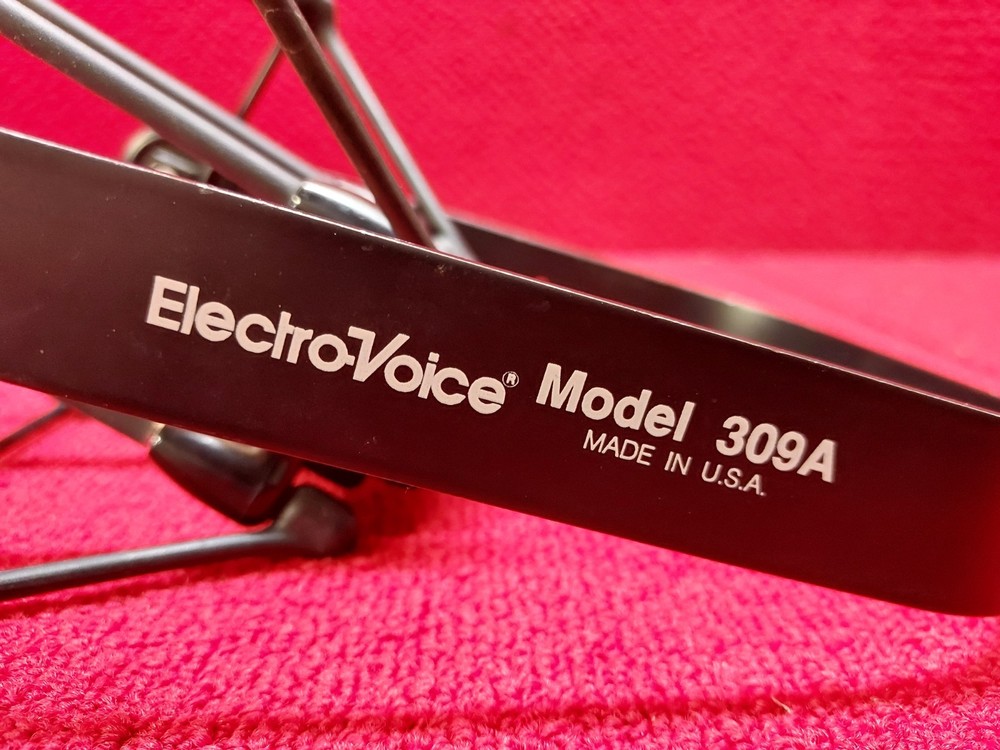 Electro-Voice® Model 309A
MADE IN U.S.A.